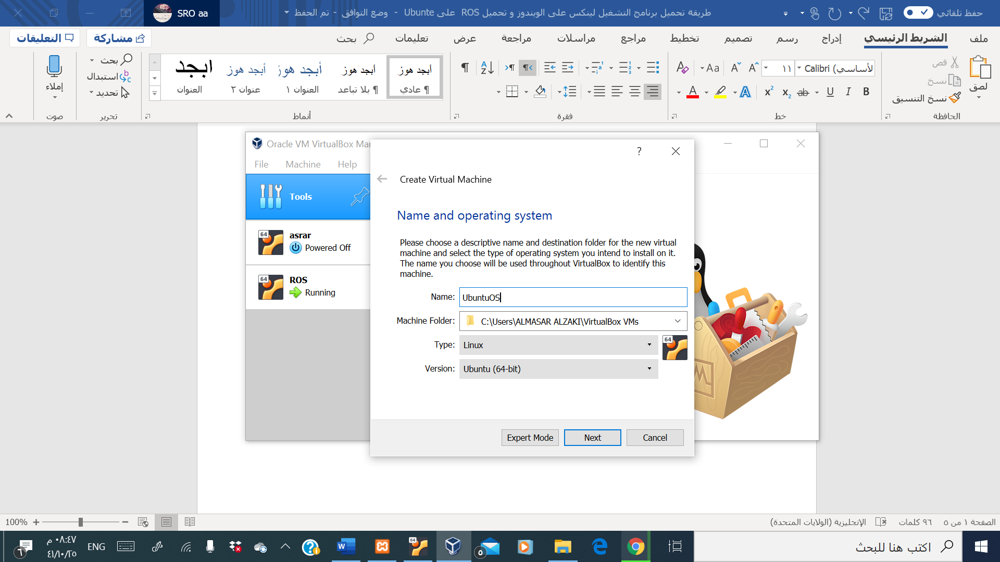 حفظ تلقائي
طريقة تحميل برنامج التشغيل لينكس على الويندوز و تحميل ROS على Ubunte - وضع التوافق - تم الحفظ
SRO aa
ملف
الشريط الرئيسي
إدراج
رسم
تصميم
تخطيط
مراجع
مراسلات
مراجعة
عرض
تعليمات
بحث
مشاركة
التعليقات
لصق
قص
نسخ
نسخ التنسيق
الحافظة
Calibri (لأساسي
١١
خط
فقرة
أبجد هوز
¶ عادي
أبجد هوز
¶ بلا تباعد
أبجد هوز
العنوان ١
أبجد هوز
عنوان ٢
ابجد
العنوان
أنماط
بحث
استبدال
تحديد
تحرير
إملاء
صوت
Oracle VM VirtualBox Mar
File Machine Help
Tools
asrar
Powered Off
ROS
Running
Create Virtual Machine
Name and operating system
Please choose a descriptive name and destination folder for the new virtual
machine and select the type of operating system you intend to install on it.
The name you choose will be used throughout VirtualBox to identify this
machine.
Name: UbuntuOS
Machine Folder: C:\Users\ALMASAR ALZAKI\VirtualBox VMs
Type: Linux
64
Version: Ubuntu (64-bit)
Expert Mode Next Cancel
الصفحة ١ من ٥
٩٦ كلمات
الإنجليزية (الولايات المتحدة)
100%
اكتب هنا للبحث
ENG
٠٨:٤٧ م
٤١/١٠/٢٥